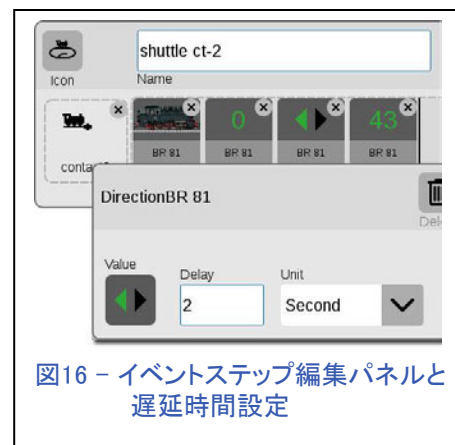 shuttle ct-2
Icon
Name
0
43
BR 81
BR 81
BR 81
BR 81
DirectionBR 81
Value
Delay
Unit
2
Second
図16 − イベントステップ編集パネルと
遅延時間設定